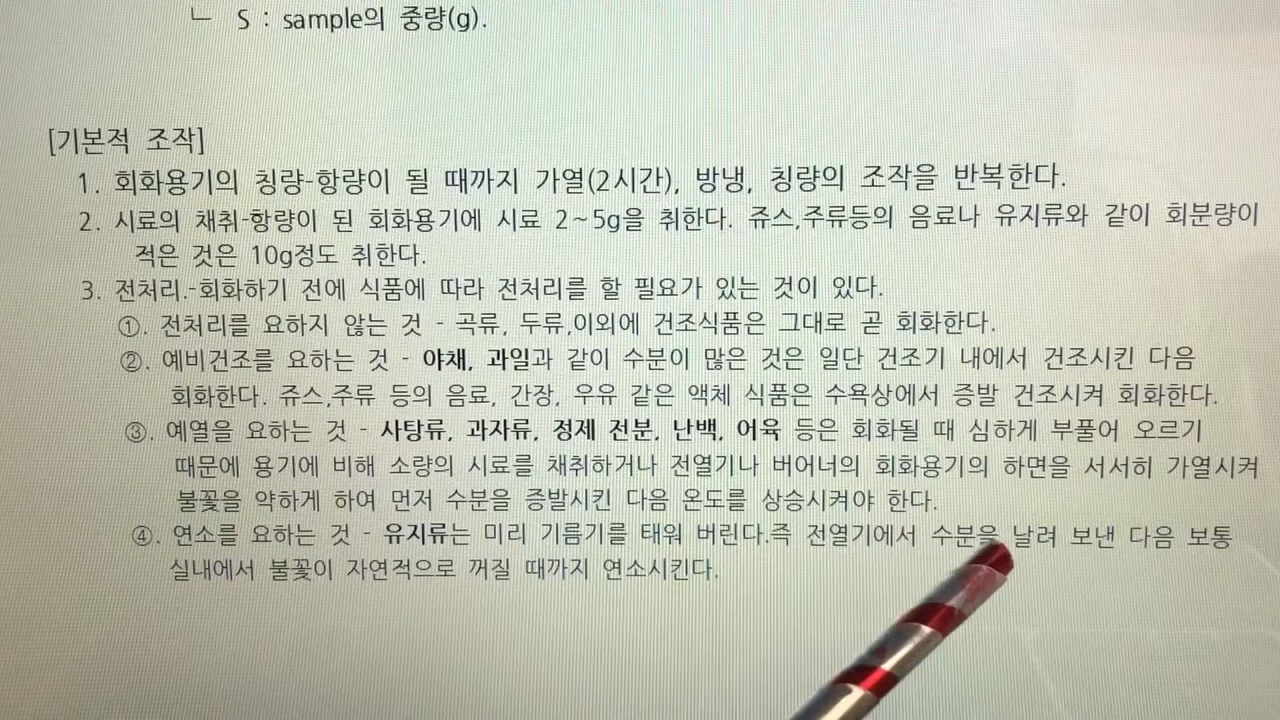 └ S : sample의 중량(g).
[기본적 조작]
1. 회화용기의 칭량-항량이 될 때까지 가열(2시간), 방냉, 칭량의 조작을 반복한다.
2. 시료의 채취-항량이 된 회화용기에 시료 2~5g을 취한다. 쥬스,주류등의 음료나 유지류와 같이 회분량이
적은 것은 10g정도 취한다.
3. 전처리.-회화하기 전에 식품에 따라 전처리를 할 필요가 있는 것이 있다.
①. 전처리를 요하지 않는 것 - 곡류, 두류,이외에 건조식품은 그대로 곧 회화한다.
②. 예비건조를 요하는 것 - 야채, 과일과 같이 수분이 많은 것은 일단 건조기 내에서 건조시킨 다음
회화한다. 쥬스,주류 등의 음료, 간장, 우유 같은 액체 식품은 수욕상에서 증발 건조시켜 회화한다.
③. 예열을 요하는 것 - 사탕류, 과자류, 정제 전분, 난백, 어육 등은 회화될 때 심하게 부풀어 오르기
때문에 용기에 비해 소량의 시료를 채취하거나 전열기나 버어너의 회화용기의 하면을 서서히 가열시켜
불꽃을 약하게 하여 먼저 수분을 증발시킨 다음 온도를 상승시켜야 한다.
④. 연소를 요하는 것 - 유지류는 미리 기름기를 태워 버린다.즉 전열기에서 수분을 날려 보낸 다음 보통
실내에서 불꽃이 자연적으로 꺼질 때까지 연소시킨다.